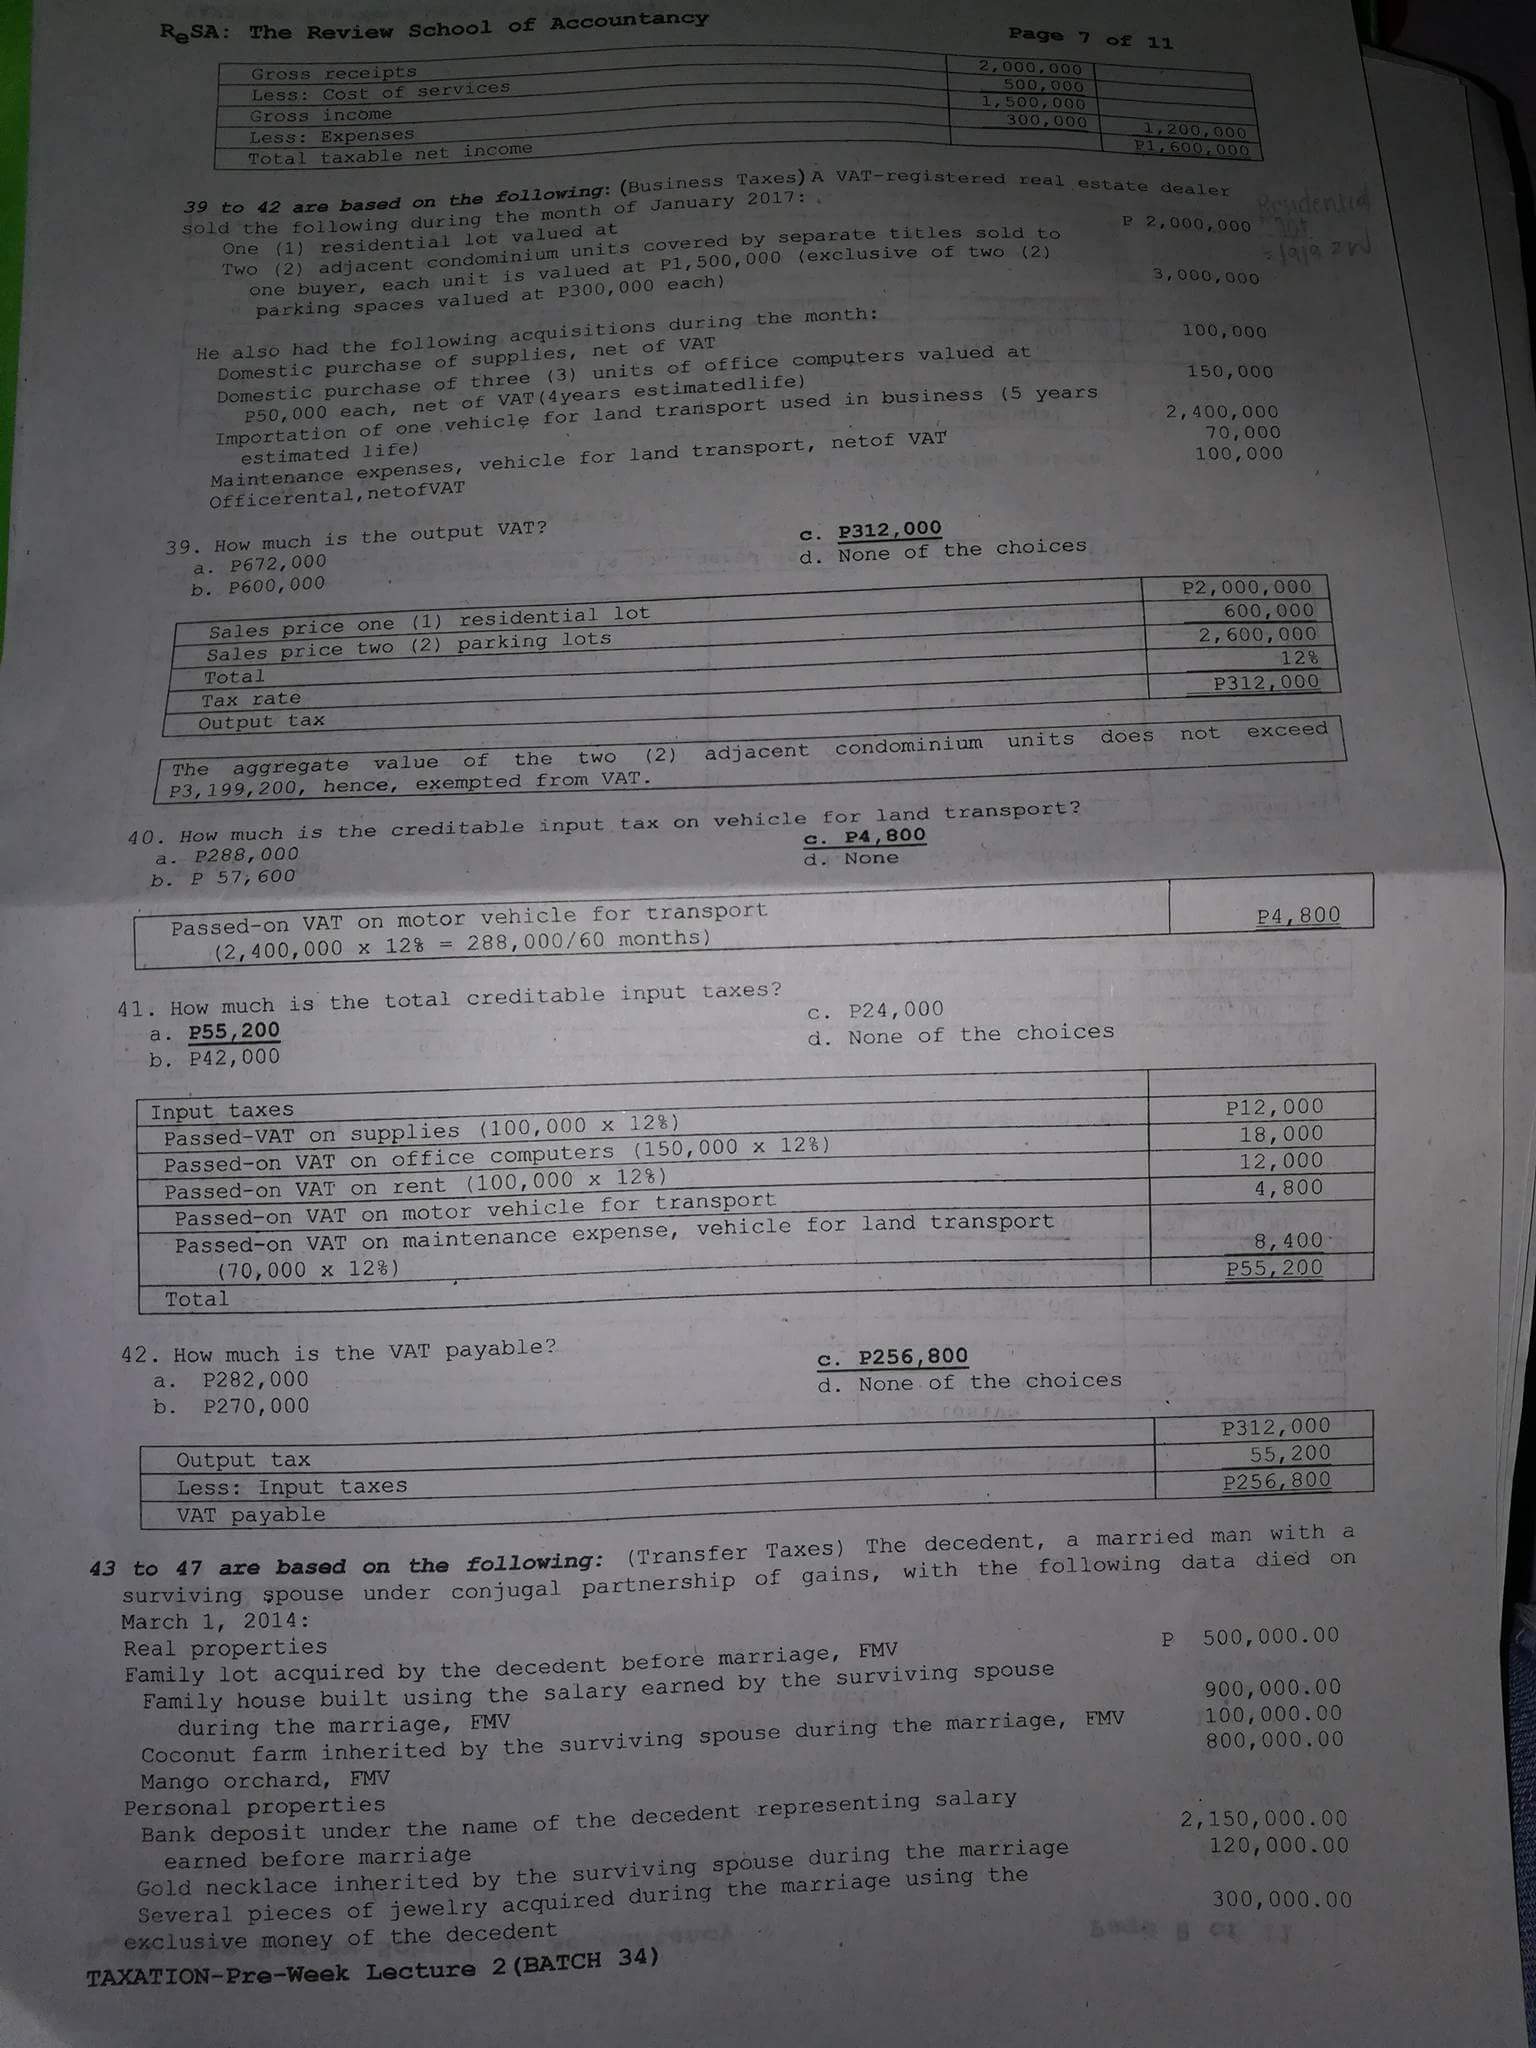 ReSA: The Review School of Accountancy Page 7 of 11
Gross receipts 2,000,000
Less: Cost of services 500,000
Gross income 1,500,000
Less: Expenses 300,000 1,200,000
Total taxable net income P1,600,000
39 to 42 are based on the following: (Business Taxes) A VAT-registered real estate dealer
sold the following during the month of January 2017:
One (1) residential lot valued at P 2,000,000
Two (2) adjacent condominium units covered by separate titles sold to
one buyer, each unit is valued at P1,500,000 (exclusive of two (2)
parking spaces valued at P300,000 each) 3,000,000
Residential
lot
He also had the following acquisitions during the month:
Domestic purchase of supplies, net of VAT 100,000
Domestic purchase of three (3) units of office computers valued at
P50,000 each, net of VAT(4years estimatedlife) 150,000
Importation of one vehicle for land transport used in business (5 years
estimated life) 2,400,000
Maintenance expenses, vehicle for land transport, netof VAT 70,000
Officerental,netofVAT 100,000
39. How much is the output VAT?
a. P672,000 c. P312,000
b. P600,000 d. None of the choices
Sales price one (1) residential lot P2,000,000
Sales price two (2) parking lots 600,000
Total 2,600,000
Tax rate 12%
Output tax P312,000
The aggregate value of the two (2) adjacent condominium units does not exceed
P3,199,200, hence, exempted from VAT.
40. How much is the creditable input tax on vehicle for land transport?
a. P288,000 c. P4,800
b. P 57,600 d. None
Passed-on VAT on motor vehicle for transport
(2,400,000 x 12% = 288,000/60 months) P4,800
41. How much is the total creditable input taxes?
a. P55,200 c. P24,000
b. P42,000 d. None of the choices
Input taxes
Passed-VAT on supplies (100,000 x 12%) P12,000
Passed-on VAT on office computers (150,000 x 12%) 18,000
Passed-on VAT on rent (100,000 x 12%) 12,000
Passed-on VAT on motor vehicle for transport 4,800
Passed-on VAT on maintenance expense, vehicle for land transport
(70,000 x 12%) 8,400
Total P55,200
42. How much is the VAT payable?
a. P282,000 c. P256,800
b. P270,000 d. None of the choices
Output tax P312,000
Less: Input taxes 55,200
VAT payable P256,800
43 to 47 are based on the following: (Transfer Taxes) The decedent, a married man with a
surviving spouse under conjugal partnership of gains, with the following data died on
March 1, 2014:
Real properties
Family lot acquired by the decedent before marriage, FMV P 500,000.00
Family house built using the salary earned by the surviving spouse
during the marriage, FMV 900,000.00
Coconut farm inherited by the surviving spouse during the marriage, FMV 100,000.00
Mango orchard, FMV 800,000.00
Personal properties
Bank deposit under the name of the decedent representing salary
earned before marriage 2,150,000.00
Gold necklace inherited by the surviving spouse during the marriage 120,000.00
Several pieces of jewelry acquired during the marriage using the
exclusive money of the decedent 300,000.00
TAXATION-Pre-Week Lecture 2(BATCH 34)